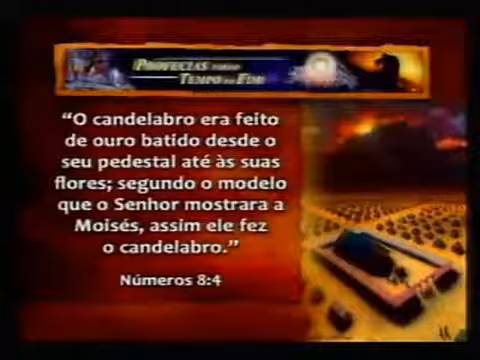 PROFECIAS PARA O
TEMPO DO FIM
“O candelabro era feito
de ouro batido desde o
seu pedestal até às suas
flores; segundo o modelo
que o Senhor mostrara a
Moisés, assim ele fez
o candelabro.”
Números 8:4